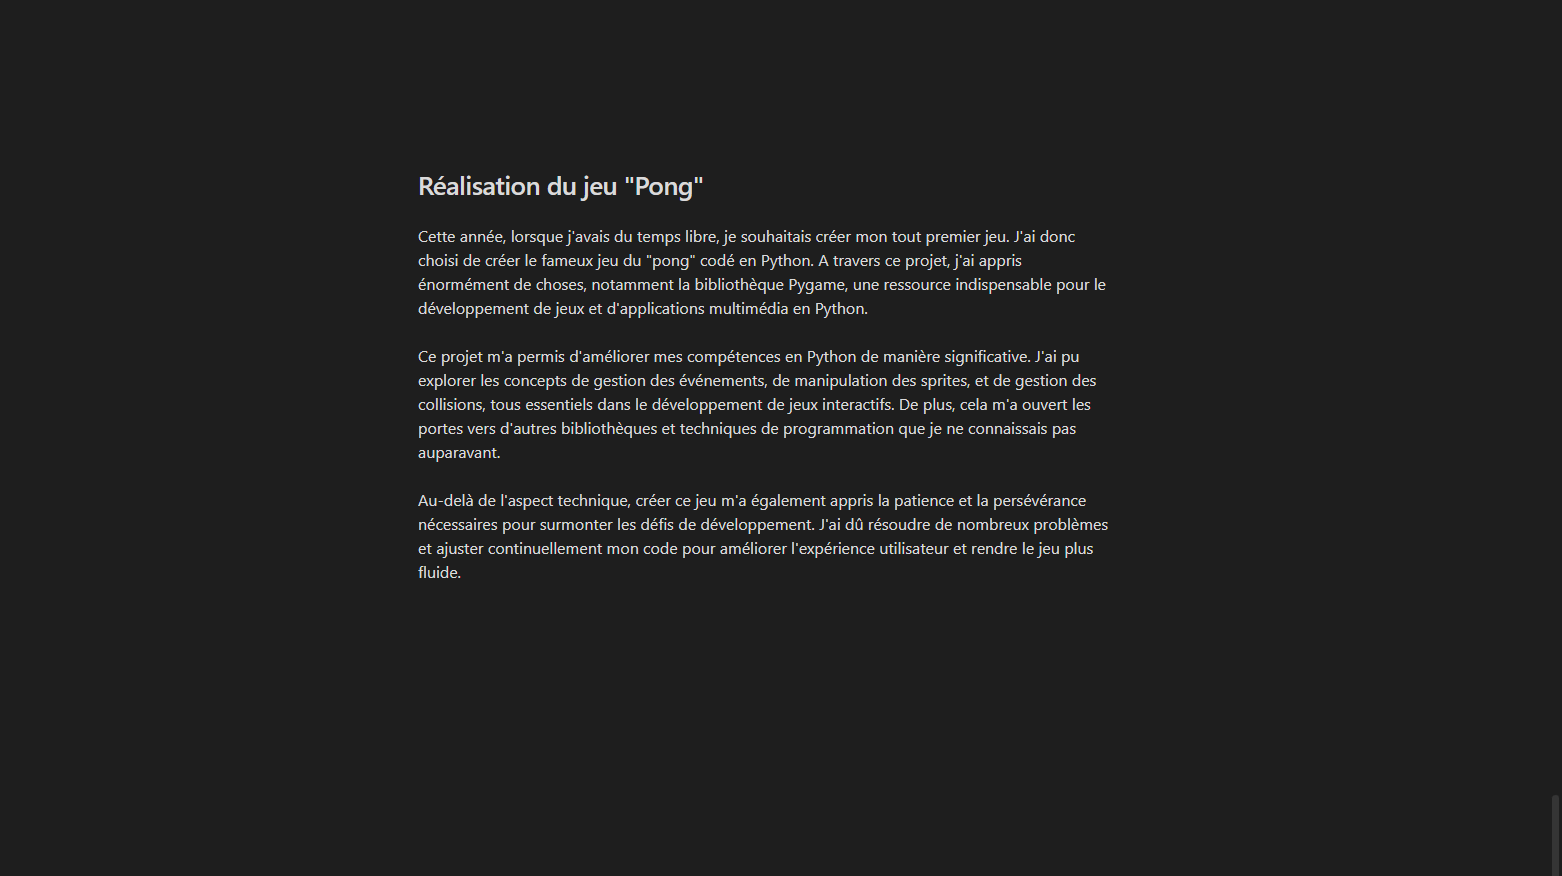 Réalisation du jeu "Pong"
Cette année, lorsque j'avais du temps libre, je souhaitais créer mon tout premier jeu. J'ai donc
choisi de créer le fameux jeu du "pong" codé en Python. A travers ce projet, j'ai appris
énormément de choses, notamment la bibliothèque Pygame, une ressource indispensable pour le
développement de jeux et d'applications multimédia en Python.
Ce projet m'a permis d'améliorer mes compétences en Python de manière significative. J'ai pu
explorer les concepts de gestion des événements, de manipulation des sprites, et de gestion des
collisions, tous essentiels dans le développement de jeux interactifs. De plus, cela m'a ouvert les
portes vers d'autres bibliothèques et techniques de programmation que je ne connaissais pas
auparavant.
Au-delà de l'aspect technique, créer ce jeu m'a également appris la patience et la persévérance
nécessaires pour surmonter les défis de développement. J'ai dû résoudre de nombreux problèmes
et ajuster continuellement mon code pour améliorer l'expérience utilisateur et rendre le jeu plus
fluide.